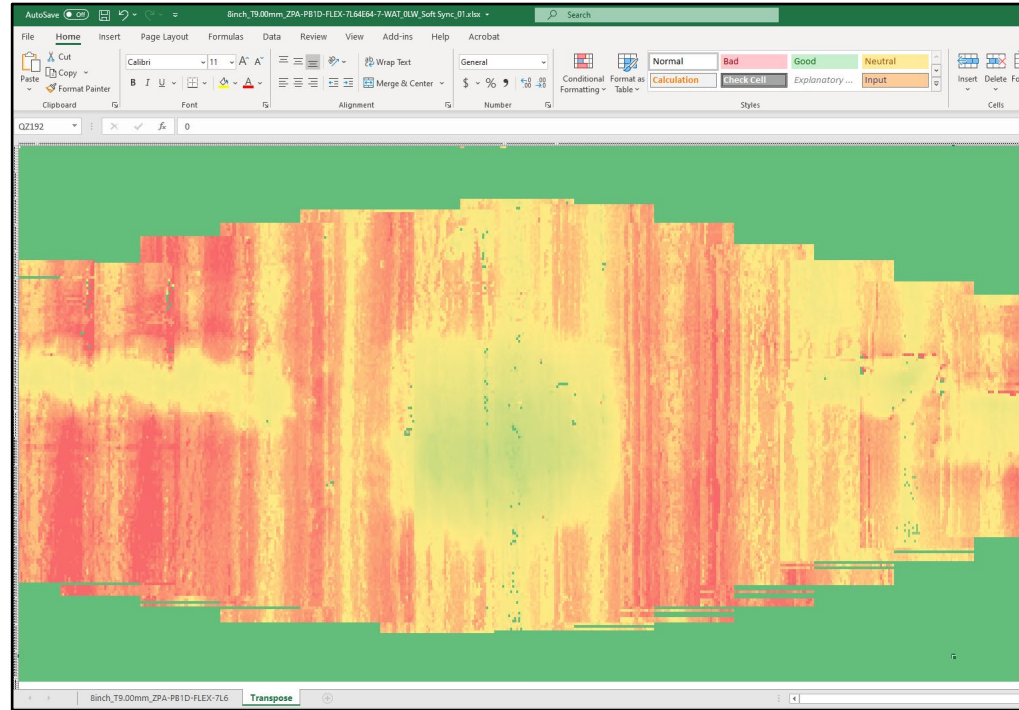 AutoSave Off 8inch_T9.00mm_ZPA-PB1D-FLEX-7L64E64-7-WAT_0LW_Soft Sync_01.xlsx Search
File Home Insert Page Layout Formulas Data Review View Add-ins Help Acrobat
Paste
Cut
Copy
Format Painter
Clipboard
Calibri 11 A A
B I U A
Font
Wrap Text
Merge & Center
Alignment
General
$ % 9 .00 .00
Number
Conditional Formatting
Format as Table
Normal Bad Good Neutral
Calculation Check Cell Explanatory ... Input
Styles
Insert Delete
Cells
QZ192 fx 0
8inch_T9.00mm_ZPA-PB1D-FLEX-7L6 Transpose